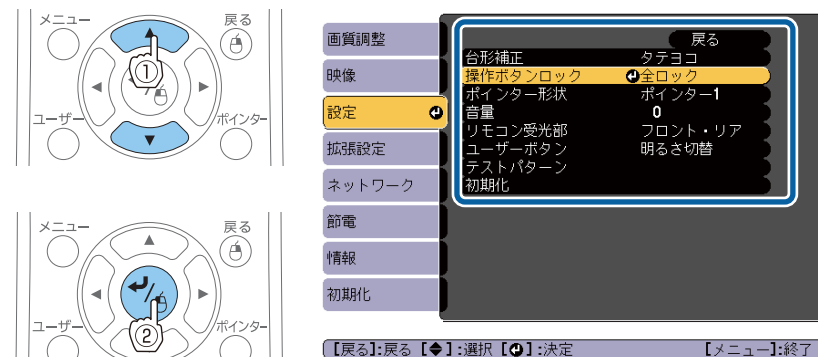 メニュー
戻る
①
ユーザー
ポインター
メニュー
戻る
ユーザー
ポインター
②
画質調整
映像
設定
拡張設定
ネットワーク
節電
情報
初期化
戻る
台形補正 タテヨコ
操作ボタンロック 全ロック
ポインター形状 ポインター1
音量 0
リモコン受光部 フロント・リア
ユーザーボタン 明るさ切替
テストパターン
初期化
【戻る】:戻る 【◆】:選択 【】:決定 【メニュー】:終了